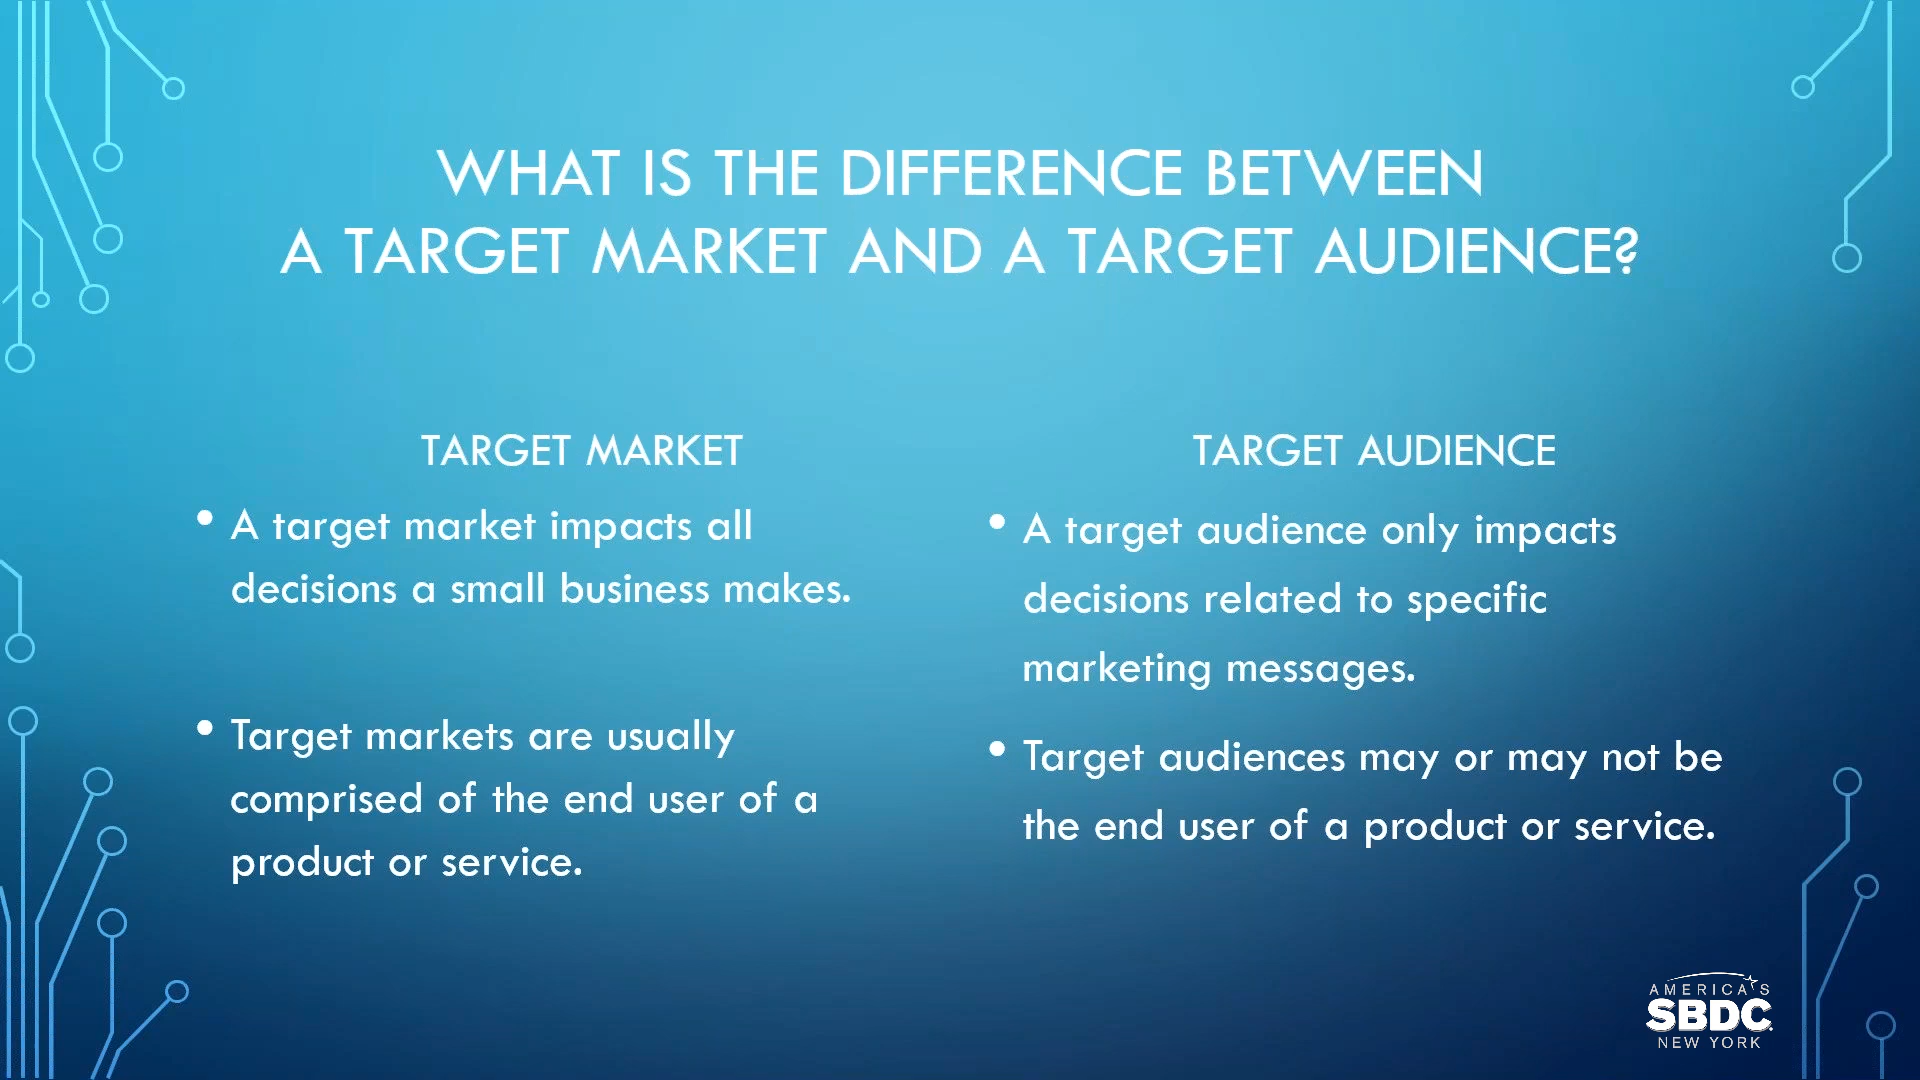 WHAT IS THE DIFFERENCE BETWEEN
A TARGET MARKET AND A TARGET AUDIENCE?
TARGET MARKET
• A target market impacts all
decisions a small business makes.
• Target markets are usually
comprised of the end user of a
product or service.
TARGET AUDIENCE
• A target audience only impacts
decisions related to specific
marketing messages.
• Target audiences may or may not be
the end user of a product or service.
AMERICA'S
SBDC
NEW YORK